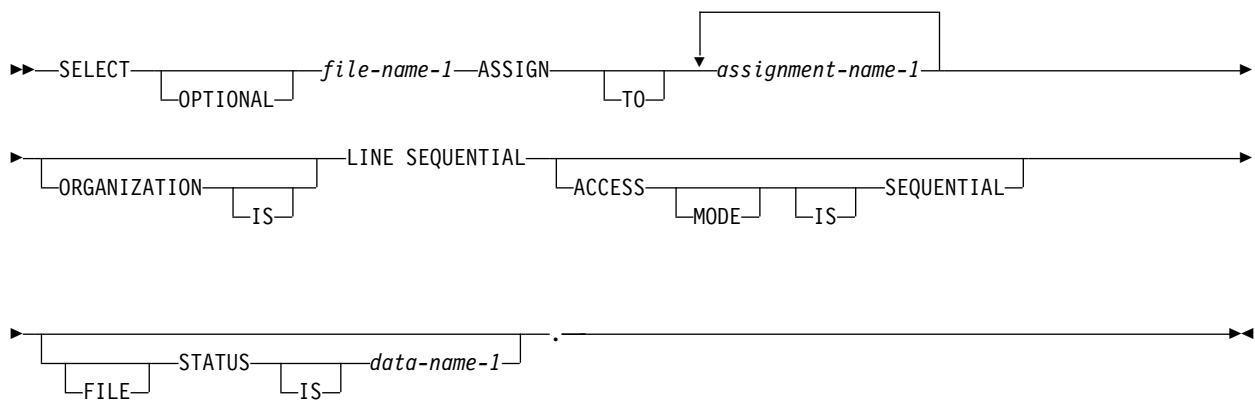 SELECT file-name-1 ASSIGN assignment-name-1
OPTIONAL TO
LINE SEQUENTIAL
ORGANIZATION ACCESS SEQUENTIAL
IS MODE IS
.
STATUS data-name-1
FILE IS